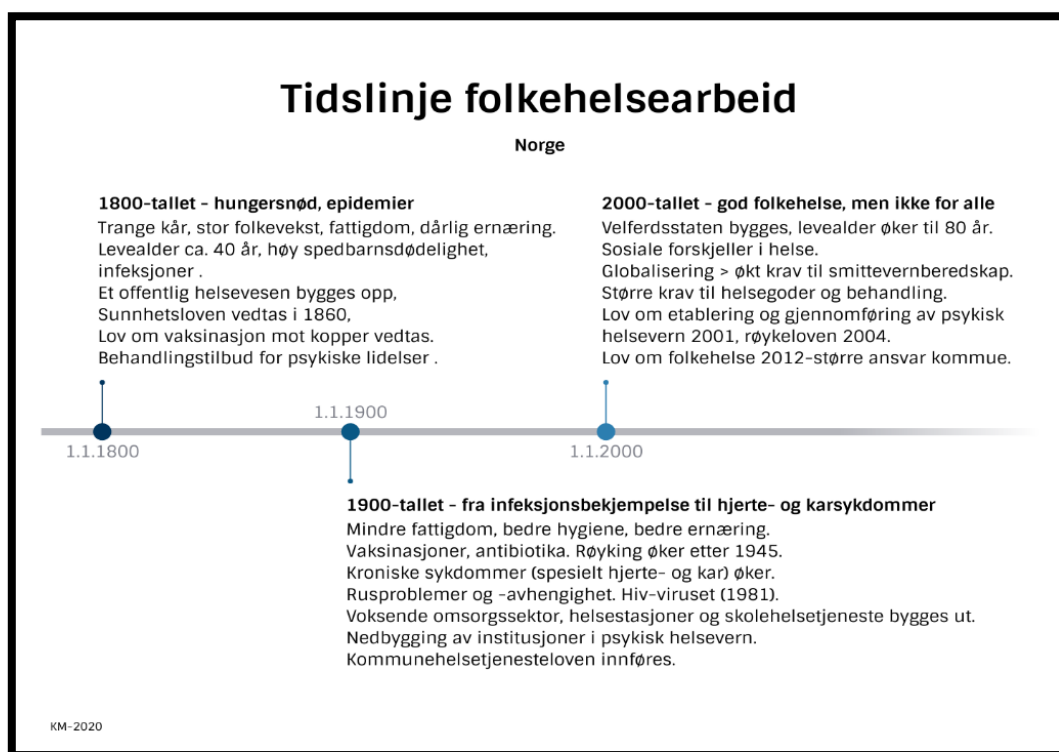 Tidslinje folkehelsearbeid
Norge
1800-tallet - hungersnød, epidemier
Trange kår, stor folkevekst, fattigdom, dårlig ernæring.
Levealder ca. 40 år, høy spedbarnsdødelighet,
infeksjoner .
Et offentlig helsevesen bygges opp,
Sunnhetsloven vedtas i 1860,
Lov om vaksinasjon mot kopper vedtas.
Behandlingstilbud for psykiske lidelser .
2000-tallet - god folkehelse, men ikke for alle
Velferdsstaten bygges, levealder øker til 80 år.
Sosiale forskjeller i helse.
Globalisering > økt krav til smittevernberedskap.
Større krav til helsegoder og behandling.
Lov om etablering og gjennomføring av psykisk
helsevern 2001, røykeloven 2004.
Lov om folkehelse 2012-større ansvar kommue.
1.1.1800
1.1.1900
1.1.2000
1900-tallet - fra infeksjonsbekjempelse til hjerte- og karsykdommer
Mindre fattigdom, bedre hygiene, bedre ernæring.
Vaksinasjoner, antibiotika. Røyking øker etter 1945.
Kroniske sykdommer (spesielt hjerte- og kar) øker.
Rusproblemer og -avhengighet. Hiv-viruset (1981).
Voksende omsorgssektor, helsestasjoner og skolehelsetjeneste bygges ut.
Nedbygging av institusjoner i psykisk helsevern.
Kommunehelsetjenesteloven innføres.
KM-2020